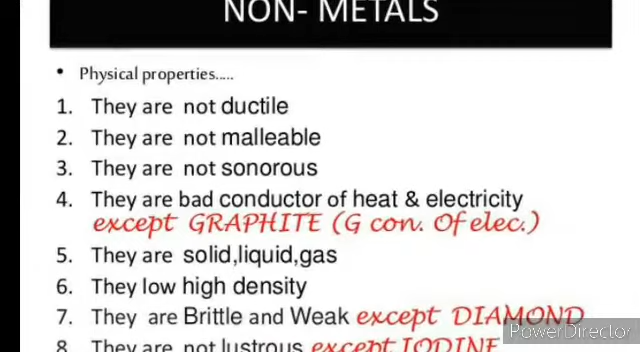 NON- METALS
• Physical properties.....
1. They are not ductile
2. They are not malleable
3. They are not sonorous
4. They are bad conductor of heat & electricity
except GRAPHITE (G con. Of elec.)
5. They are solid,liquid,gas
6. They low high density
7. They are Brittle and Weak except DIAMOND
PowerDirector
8. They are not lustrous except IODINE